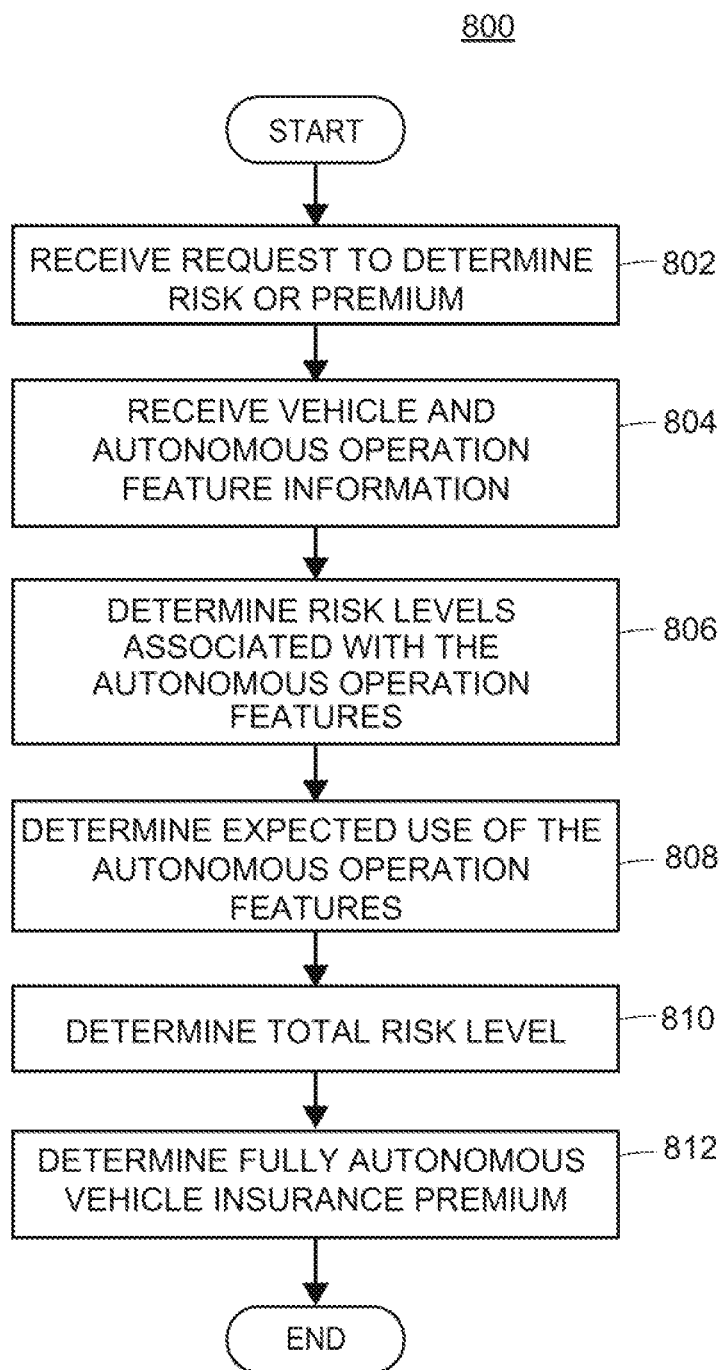 800
START
RECEIVE REQUEST TO DETERMINE
RISK OR PREMIUM
802
RECEIVE VEHICLE AND
AUTONOMOUS OPERATION
FEATURE INFORMATION
804
DETERMINE RISK LEVELS
ASSOCIATED WITH THE
AUTONOMOUS OPERATION
FEATURES
806
DETERMINE EXPECTED USE OF THE
AUTONOMOUS OPERATION
FEATURES
808
DETERMINE TOTAL RISK LEVEL
810
DETERMINE FULLY AUTONOMOUS
VEHICLE INSURANCE PREMIUM
812
END